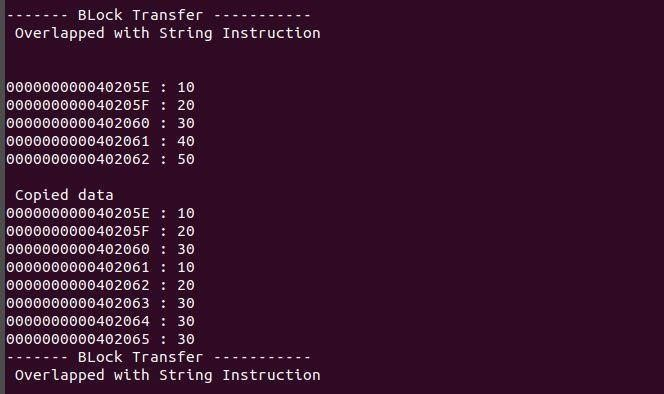 ------- BLock Transfer -----------
Overlapped with String Instruction
000000000040205E : 10
000000000040205F : 20
0000000000402060 : 30
0000000000402061 : 40
0000000000402062 : 50
Copied data
000000000040205E : 10
000000000040205F : 20
0000000000402060 : 30
0000000000402061 : 10
0000000000402062 : 20
0000000000402063 : 30
0000000000402064 : 30
0000000000402065 : 30
------- BLock Transfer -----------
Overlapped with String Instruction